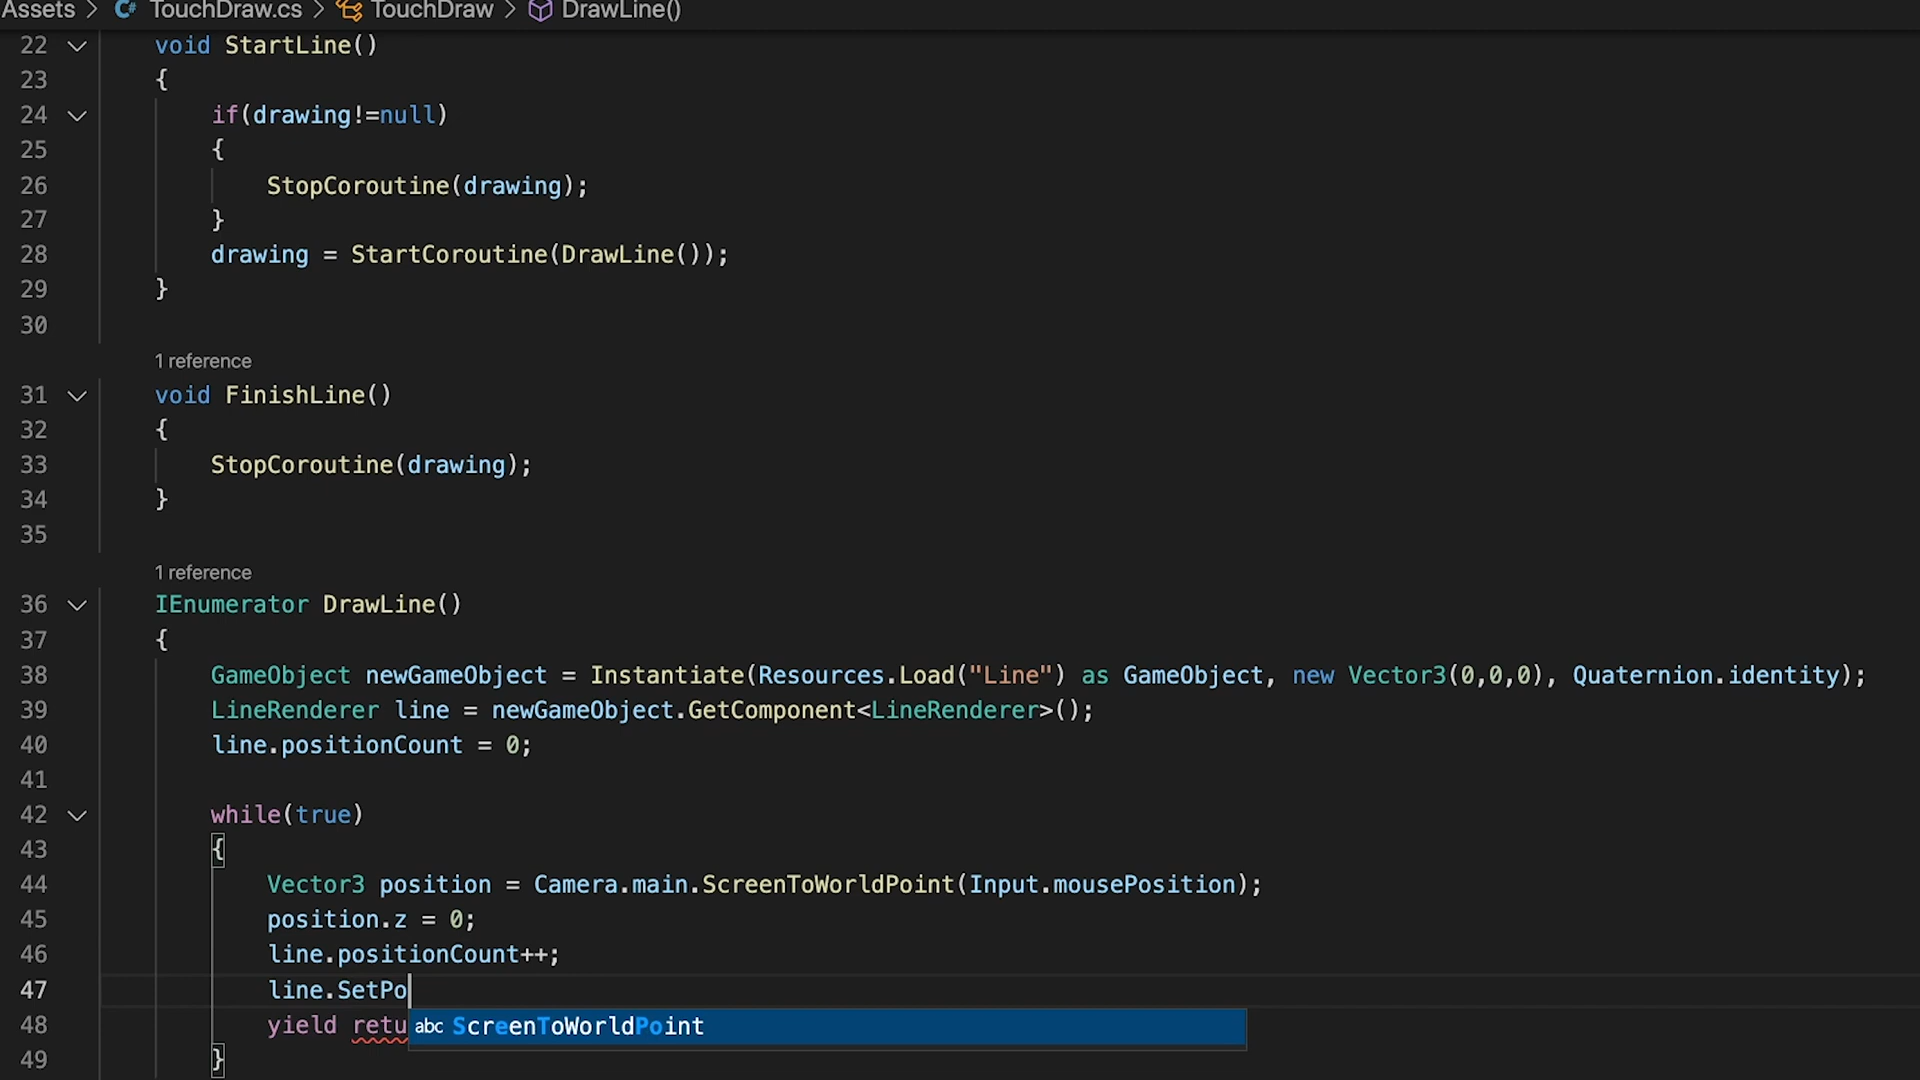 Assets > TouchDraw.cs > TouchDraw > DrawLine()
22 void StartLine()
23 {
24 if(drawing!=null)
25 {
26 StopCoroutine(drawing);
27 }
28 drawing = StartCoroutine(DrawLine());
29 }
30
1 reference
31 void FinishLine()
32 {
33 StopCoroutine(drawing);
34 }
35
1 reference
36 IEnumerator DrawLine()
37 {
38 GameObject newGameObject = Instantiate(Resources.Load("Line") as GameObject, new Vector3(0,0,0), Quaternion.identity);
39 LineRenderer line = newGameObject.GetComponent<LineRenderer>();
40 line.positionCount = 0;
41
42 while(true)
43 {
44 Vector3 position = Camera.main.ScreenToWorldPoint(Input.mousePosition);
45 position.z = 0;
46 line.positionCount++;
47 line.SetPo
48 yield retu abc ScreenToWorldPoint
49 }